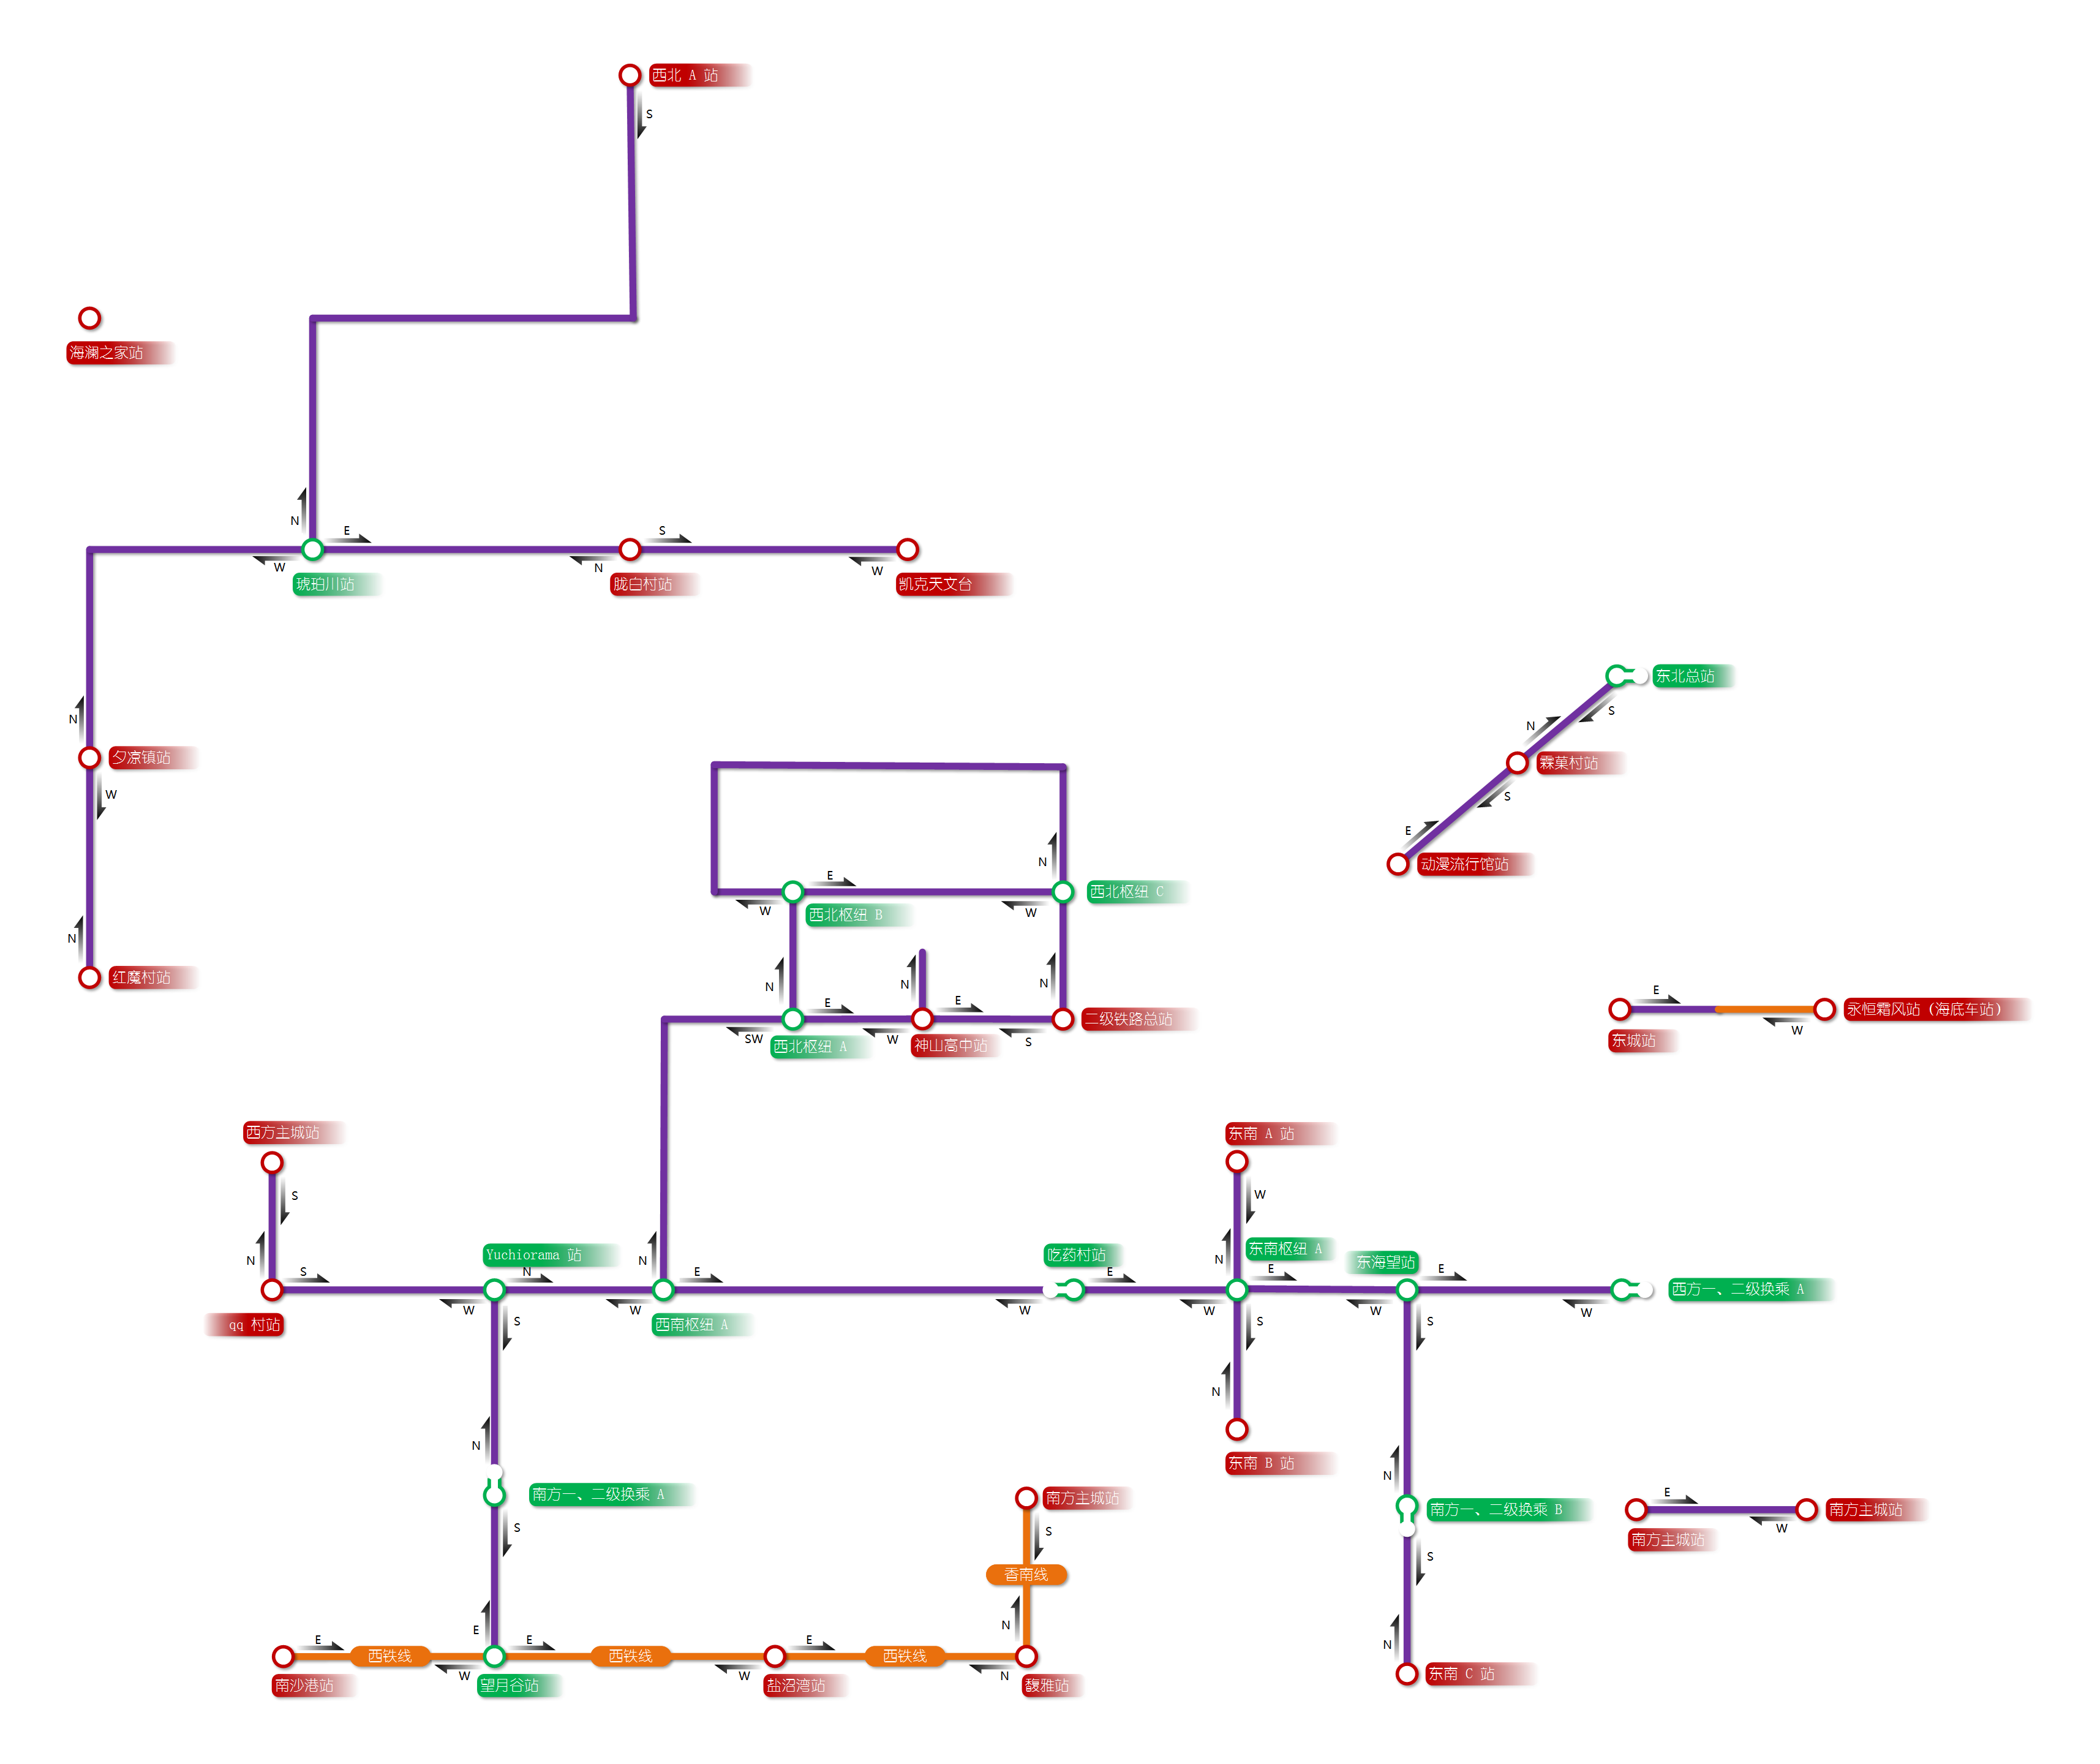 西北 A 站
S
海澜之家站
N
E
S
W
N
W
琥珀川站
胧白村站
凯克天文台
东北总站
S
N
夕凉镇站
霖菓村站
W
S
E
动漫流行馆站
N
E
W
W
西北枢纽 B
西北枢纽 C
N
红魔村站
N
N
N
E
永恒霜风站（海底车站）
W
东城站
E
E
二级铁路总站
SW
W
S
西北枢纽 A
神山高中站
西方主城站
东南 A 站
S
W
N
Yuchiorama 站
N
吃药村站
N
东南枢纽 A
东海望站
S
N
E
E
E
E
西方一、二级换乘 A
W
W
W
W
W
W
qq 村站
S
西南枢纽 A
S
S
N
N
东南 B 站
N
南方一、二级换乘 A
南方主城站
E
南方一、二级换乘 B
南方主城站
S
S
W
南方主城站
S
香南线
E
N
N
E
西铁线
E
西铁线
E
西铁线
W
W
N
东南 C 站
南沙港站
望月谷站
盐沼湾站
馥雅站